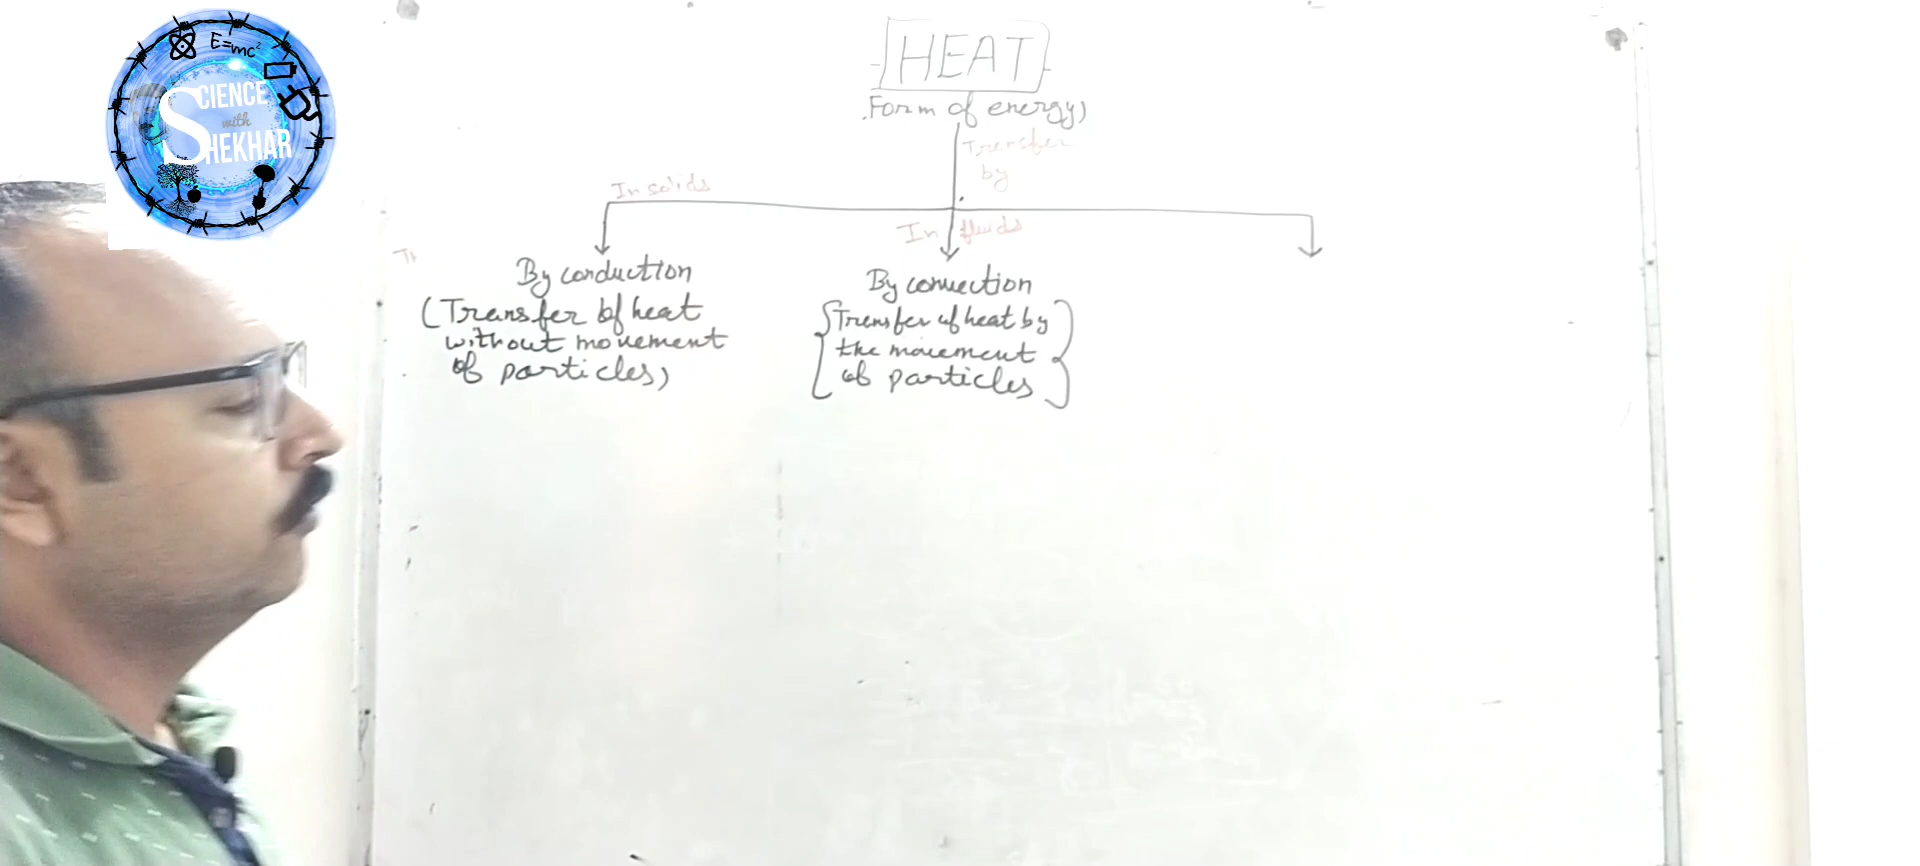 E=mc²
SCIENCE
with
SHEKHAR
HEAT
Form of energy)
Transfer
by
In solids
In fluids
By conduction
(Transfer of heat
without movement
of particles)
By convection
{Transfer of heat by
the movement
of particles}